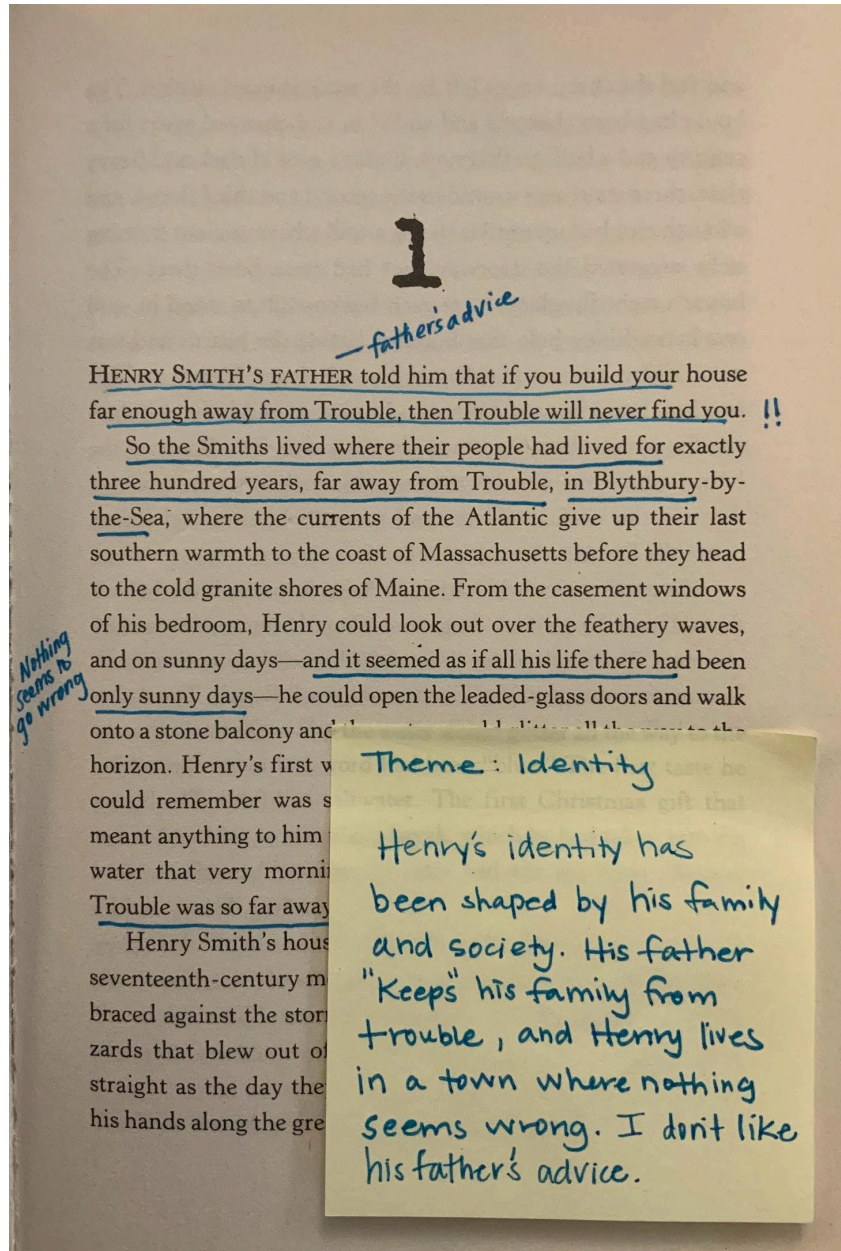 1
—father's advice
HENRY SMITH'S FATHER told him that if you build your house
far enough away from Trouble, then Trouble will never find you. !!
So the Smiths lived where their people had lived for exactly
three hundred years, far away from Trouble, in Blythbury-by-
the-Sea, where the currents of the Atlantic give up their last
southern warmth to the coast of Massachusetts before they head
to the cold granite shores of Maine. From the casement windows
of his bedroom, Henry could look out over the feathery waves,
and on sunny days—and it seemed as if all his life there had been
only sunny days—he could open the leaded-glass doors and walk
onto a stone balcony and
horizon. Henry's first
could remember was
meant anything to him
water that very
Trouble was so far away
Henry Smith's
seventeenth-century
braced against the
zards that blew out
straight as the day
his hands along the
Nothing
seems to
go wrong
Theme: Identity
Henry's identity has
been shaped by his family
and society. His father
"Keeps" his family from
trouble, and Henry lives
in a town where nothing
seems wrong. I don't like
his father's advice.